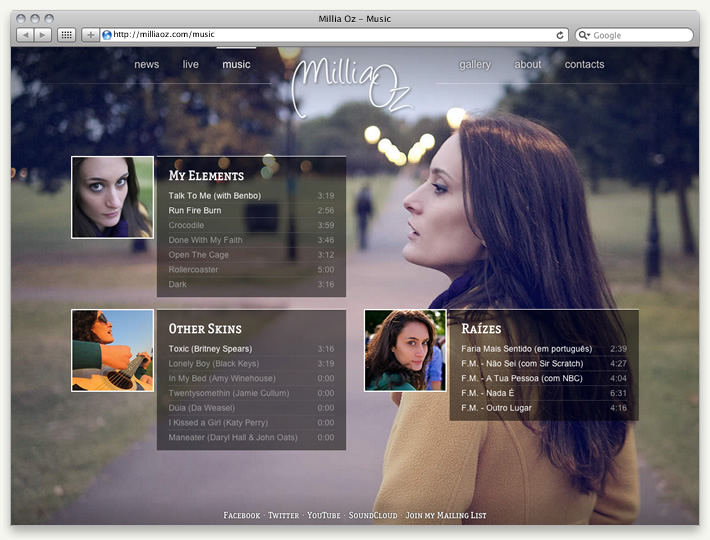 Millia Oz – Music
http://milliaoz.com/music
Google
news live music
Millia Oz
gallery about contacts
My Elements
Talk To Me (with Benbo) 3:19
Run Fire Burn 2:56
Crocodile 3:59
Done With My Faith 3:46
Open The Cage 3:12
Rollercoaster 5:00
Dark 3:16
Other Skins
Toxic (Britney Spears) 3:16
Lonely Boy (Black Keys) 3:19
In My Bed (Amy Winehouse) 0:00
Twentysomethin (Jamie Cullum) 0:00
Dúia (Da Weasel) 0:00
I Kissed a Girl (Katy Perry) 0:00
Maneater (Daryl Hall & John Oats) 0:00
Raízes
Faria Mais Sentido (em português) 2:39
F.M. - Não Sei (com Sir Scratch) 4:27
F.M. - A Tua Pessoa (com NBC) 4:04
F.M. - Nada É 6:31
F.M. - Outro Lugar 4:16
Facebook · Twitter · YouTube · SoundCloud · Join my Mailing List